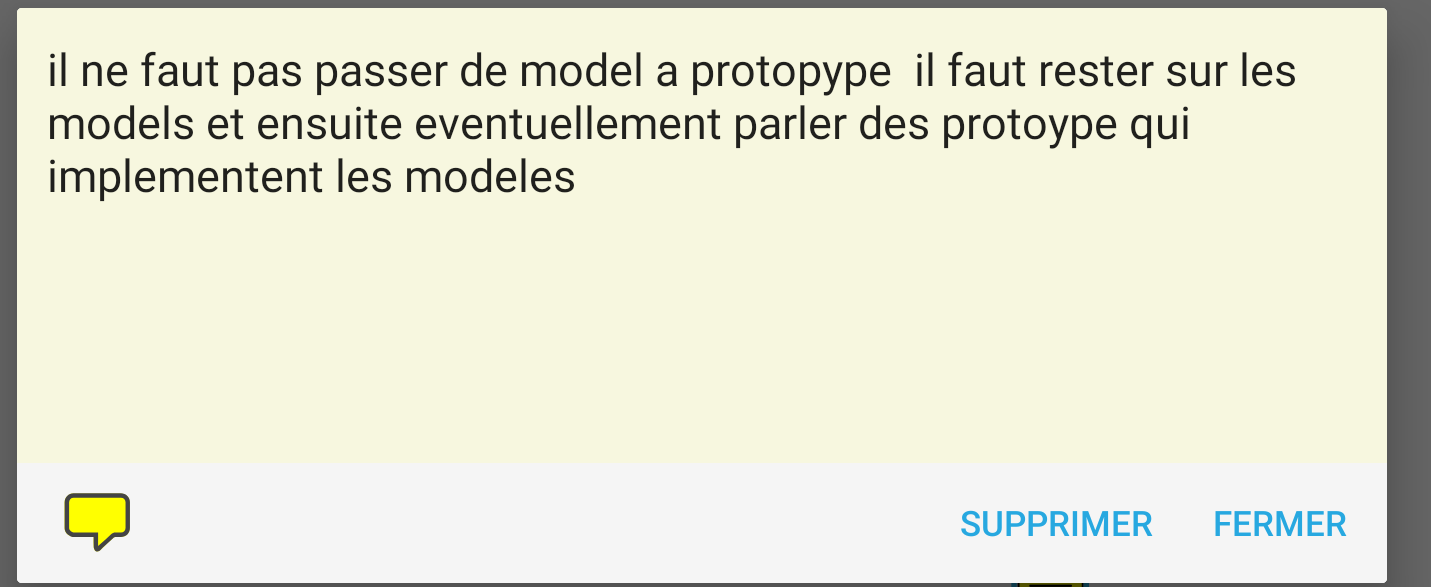 il ne faut pas passer de model a protopype  il faut rester sur les
models et ensuite eventuellement parler des protoype qui
implementent les modeles
SUPPRIMER FERMER